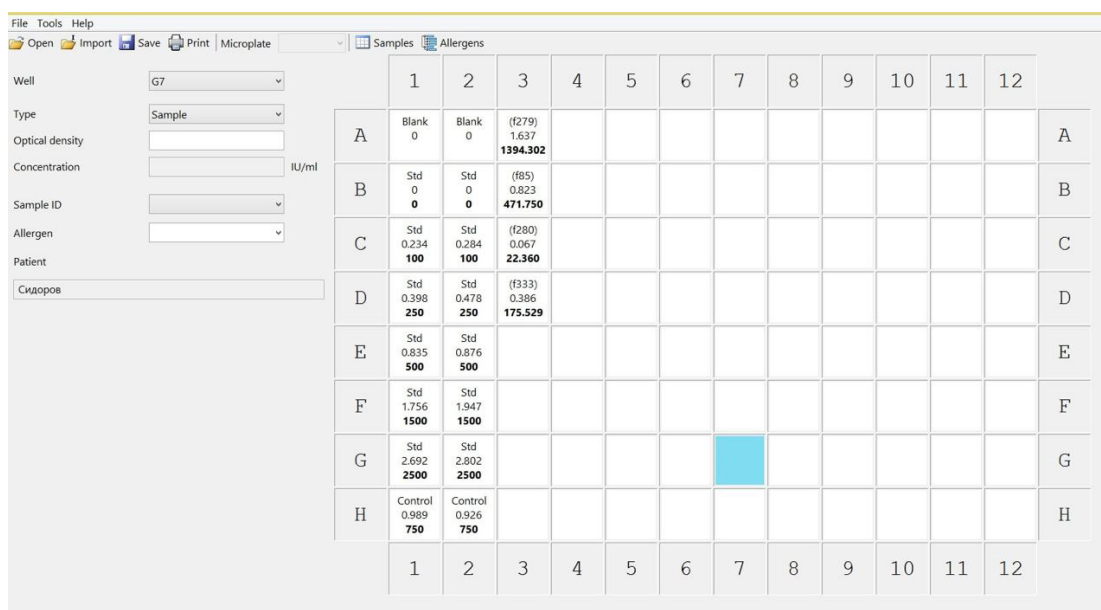 File Tools Help
Open Import Save Print Microplate Samples Allergens
Well G7
Type Sample
Optical density
Concentration IU/ml
Sample ID
Allergen
Patient
Сидоров
1 2 3 4 5 6 7 8 9 10 11 12
A Blank Blank (f279) A
0 0 1.637
1394.302
B Std Std (f85) B
0 0 0.823
0 0 471.750
C Std Std (f280) C
0.234 0.284 0.067
100 100 22.360
D Std Std (f333) D
0.398 0.478 0.386
250 250 175.529
E Std Std E
0.835 0.876
500 500
F Std Std F
1.756 1.947
1500 1500
G Std Std G
2.692 2.802
2500 2500
H Control Control H
0.989 0.926
750 750
1 2 3 4 5 6 7 8 9 10 11 12